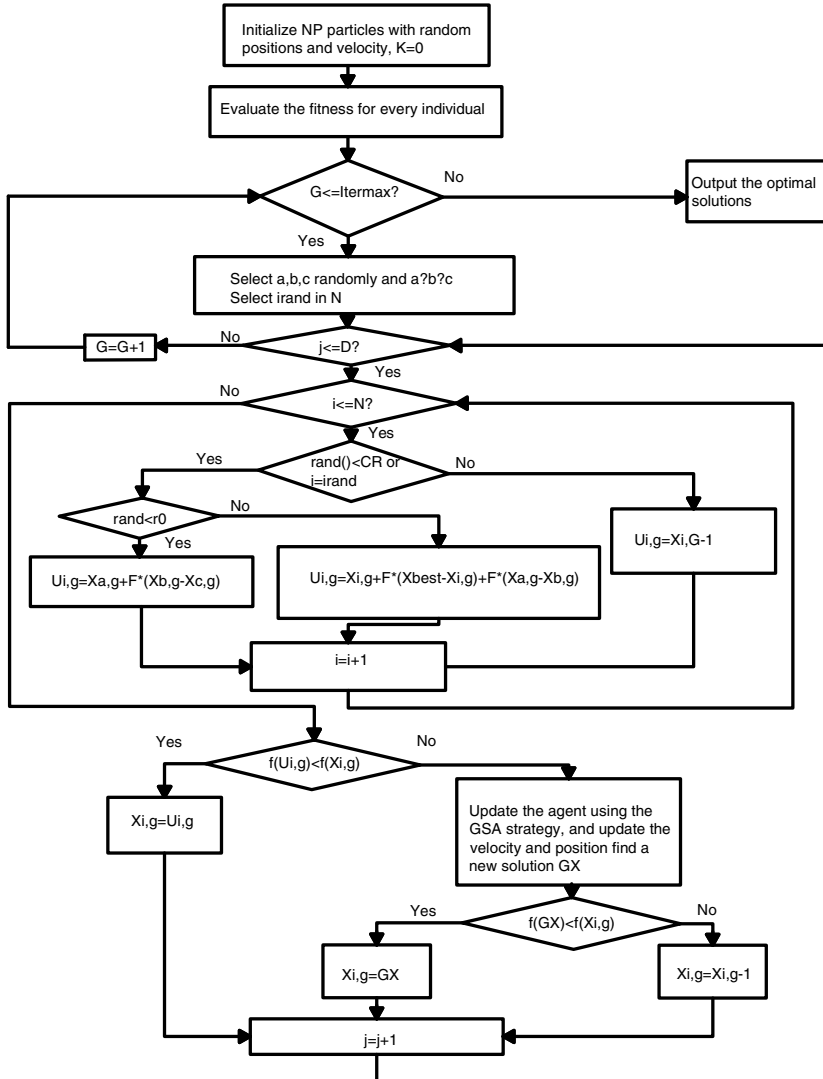 Initialize NP particles with random
positions and velocity, K=0
Evaluate the fitness for every individual
G<=Itermax?
No
Output the optimal
solutions
Yes
Select a,b,c randomly and a?b?c
Select irand in N
No
G=G+1
j<=D?
Yes
No
i<=N?
Yes
Yes
rand()<CR or
j=irand
No
rand<r0
No
Yes
Ui,g=Xi,G-1
Ui,g=Xa,g+F*(Xb,g-Xc,g)
Ui,g=Xi,g+F*(Xbest-Xi,g)+F*(Xa,g-Xb,g)
i=i+1
Yes
f(Ui,g)<f(Xi,g)
No
Xi,g=Ui,g
Update the agent using the
GSA strategy, and update the
velocity and position find a
new solution GX
Yes
f(GX)<f(Xi,g)
No
Xi,g=GX
Xi,g=Xi,g-1
j=j+1